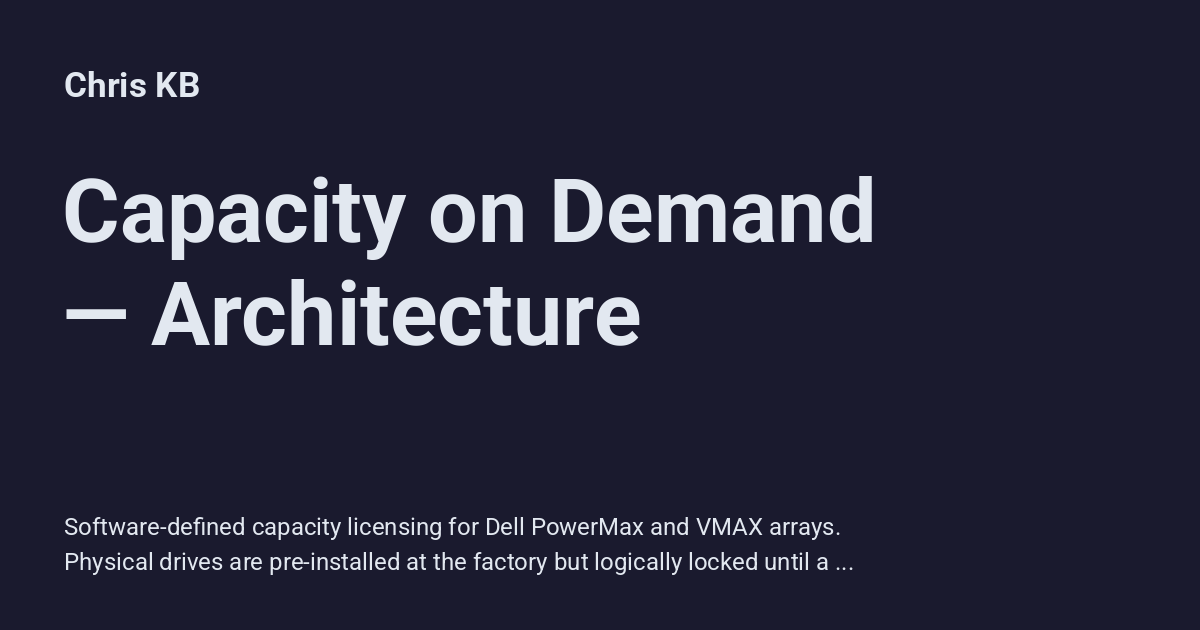 Chris KB
Capacity on Demand
— Architecture
Software-defined capacity licensing for Dell PowerMax and VMAX arrays.
Physical drives are pre-installed at the factory but logically locked until a ...